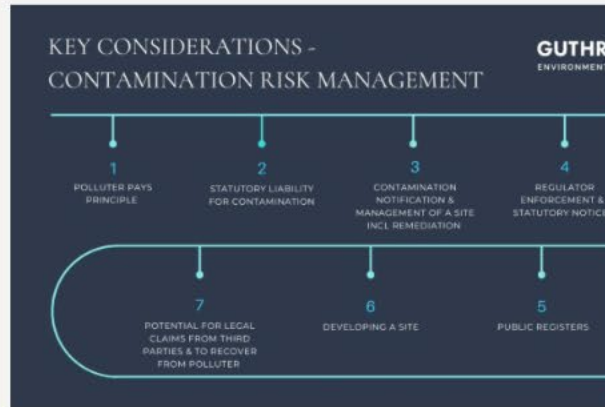 KEY CONSIDERATIONS -
CONTAMINATION RISK MANAGEMENT
GUTHR
ENVIRONMENT
1
POLLUTER PAYS
PRINCIPLE
2
STATUTORY LIABILITY
FOR CONTAMINATION
3
CONTAMINATION
NOTIFICATION &
MANAGEMENT OF A SITE
INCL REMEDIATION
4
REGULATOR
ENFORCEMENT &
STATUTORY NOTICE
5
PUBLIC REGISTERS
6
DEVELOPING A SITE
7
POTENTIAL FOR LEGAL
CLAIMS FROM THIRD
PARTIES & TO RECOVER
FROM POLLUTER